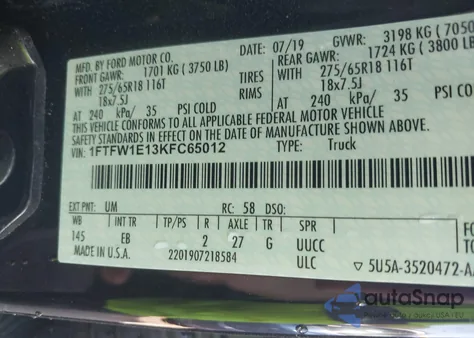 MFD. BY FORD MOTOR CO.
DATE: 07/19 GVWR: 3198 KG (7050
FRONT GAWR: 1701 KG (3750 LB)
REAR GAWR: 1724 KG (3800 LB
WITH 275/65R18 116T TIRES WITH 275/65R18 116T
18x7.5J RIMS 18x7.5J
AT 240 kPa/ 35 PSI COLD AT 240 kPa/ 35 PSI C
THIS VEHICLE CONFORMS TO ALL APPLICABLE FEDERAL MOTOR VEHICLE
SAFETY STANDARDS IN EFFECT ON THE DATE OF MANUFACTURE SHOWN ABOVE.
VIN: 1FTFW1E13KFC65012 TYPE: Truck
EXT PNT: UM RC: 58 DSO:
WB INT TR TP/PS R AXLE TR SPR
145 EB 2 27 G UUCC
MADE IN U.S.A. 2201907218584 ULC ▽ 5U5A-3520472-A
autoSnap